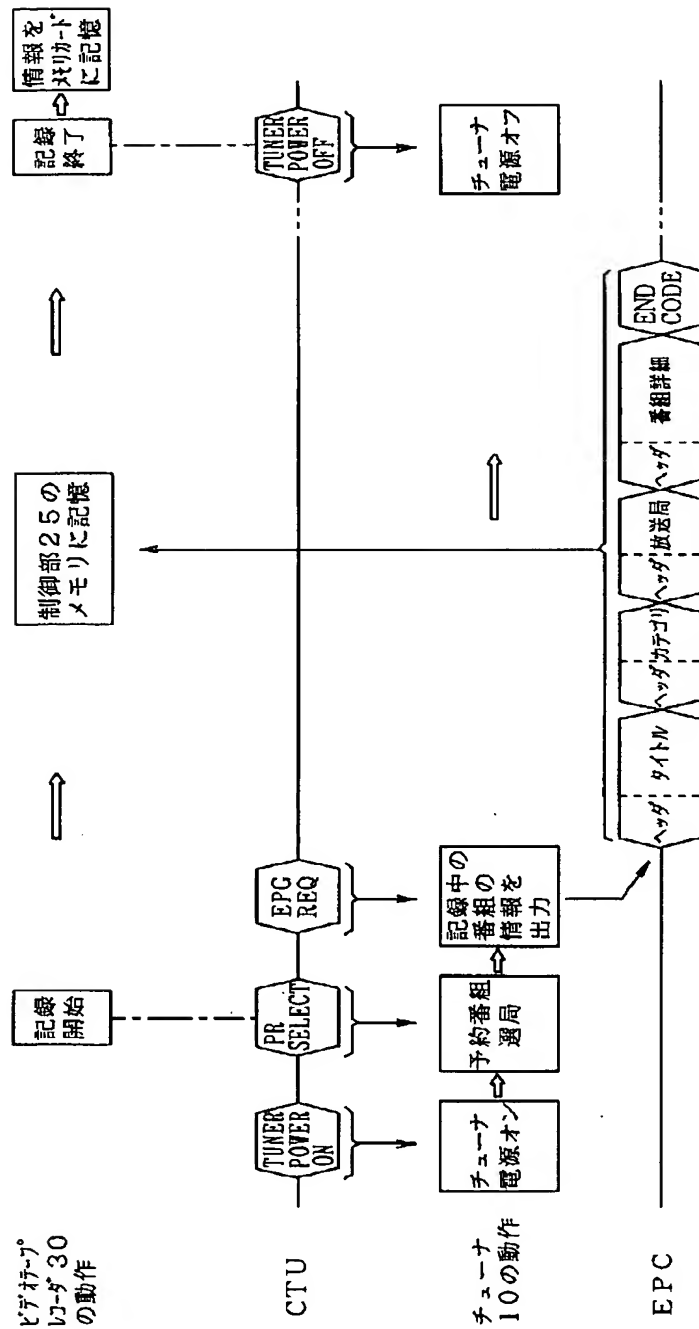 ビデオテープ
レコーダ30
の動作
記録
開始
制御部25の
メモリに記憶
記録
終了
情報を
メモリカード
に記憶
CTU
TUNER
POWER
ON
PR
SELECT
EPG
REQ
TUNER
POWER
OFF
チューナ
10の動作
チューナ
電源オン
予約番組
選局
記録中の
番組の
情報を
出力
チューナ
電源オフ
EPC
ヘッダ
タイトル
ヘッダ
カテゴリ
ヘッダ
放送局
ヘッダ
番組詳細
END
CODE